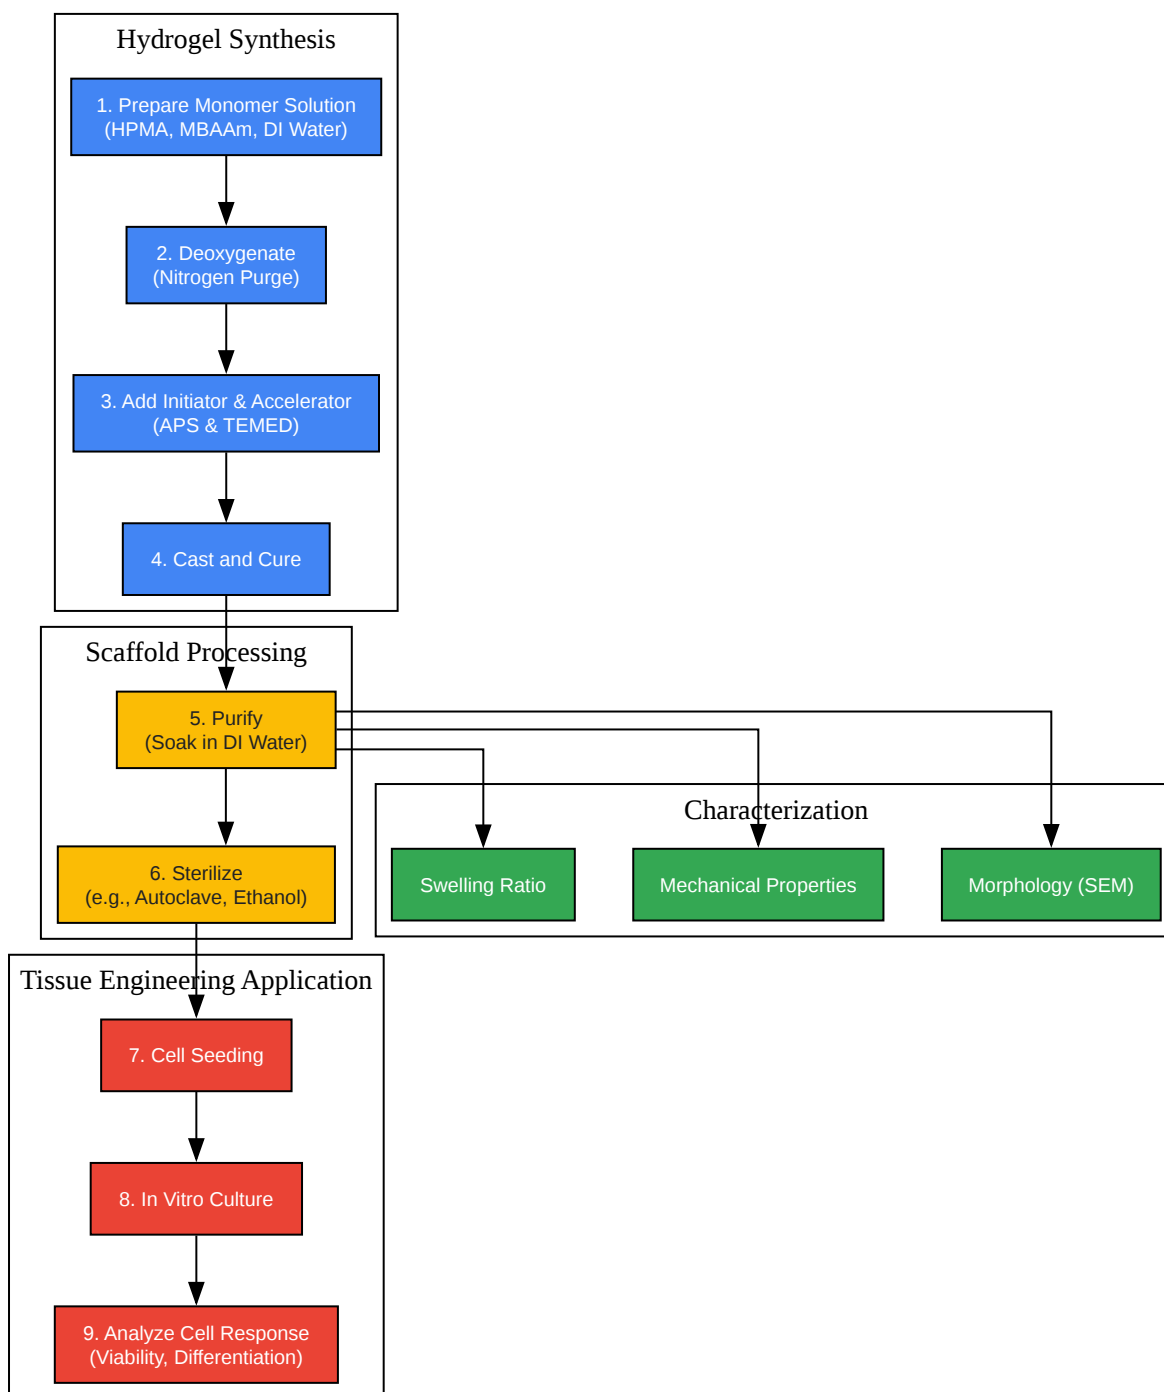 Hydrogel Synthesis
1. Prepare Monomer Solution
(HPMA, MBAAm, DI Water)
2. Deoxygenate
(Nitrogen Purge)
3. Add Initiator & Accelerator
(APS & TEMED)
4. Cast and Cure
Scaffold Processing
5. Purify
(Soak in DI Water)
6. Sterilize
(e.g., Autoclave, Ethanol)
Characterization
Swelling Ratio
Mechanical Properties
Morphology (SEM)
Tissue Engineering Application
7. Cell Seeding
8. In Vitro Culture
9. Analyze Cell Response
(Viability, Differentiation)